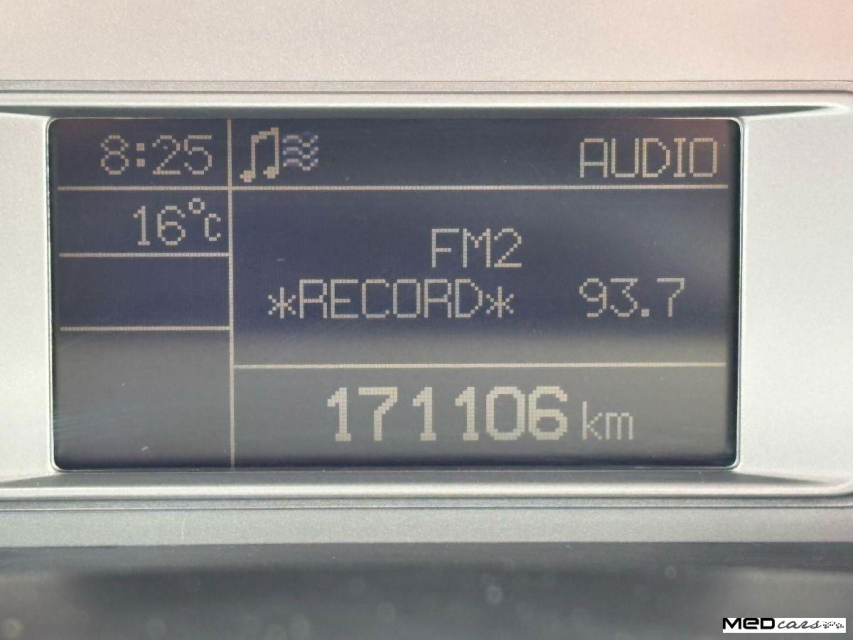 8:25 AUDIO
16°c
FM2
*RECORD* 93.7
171106 km
MEDcars